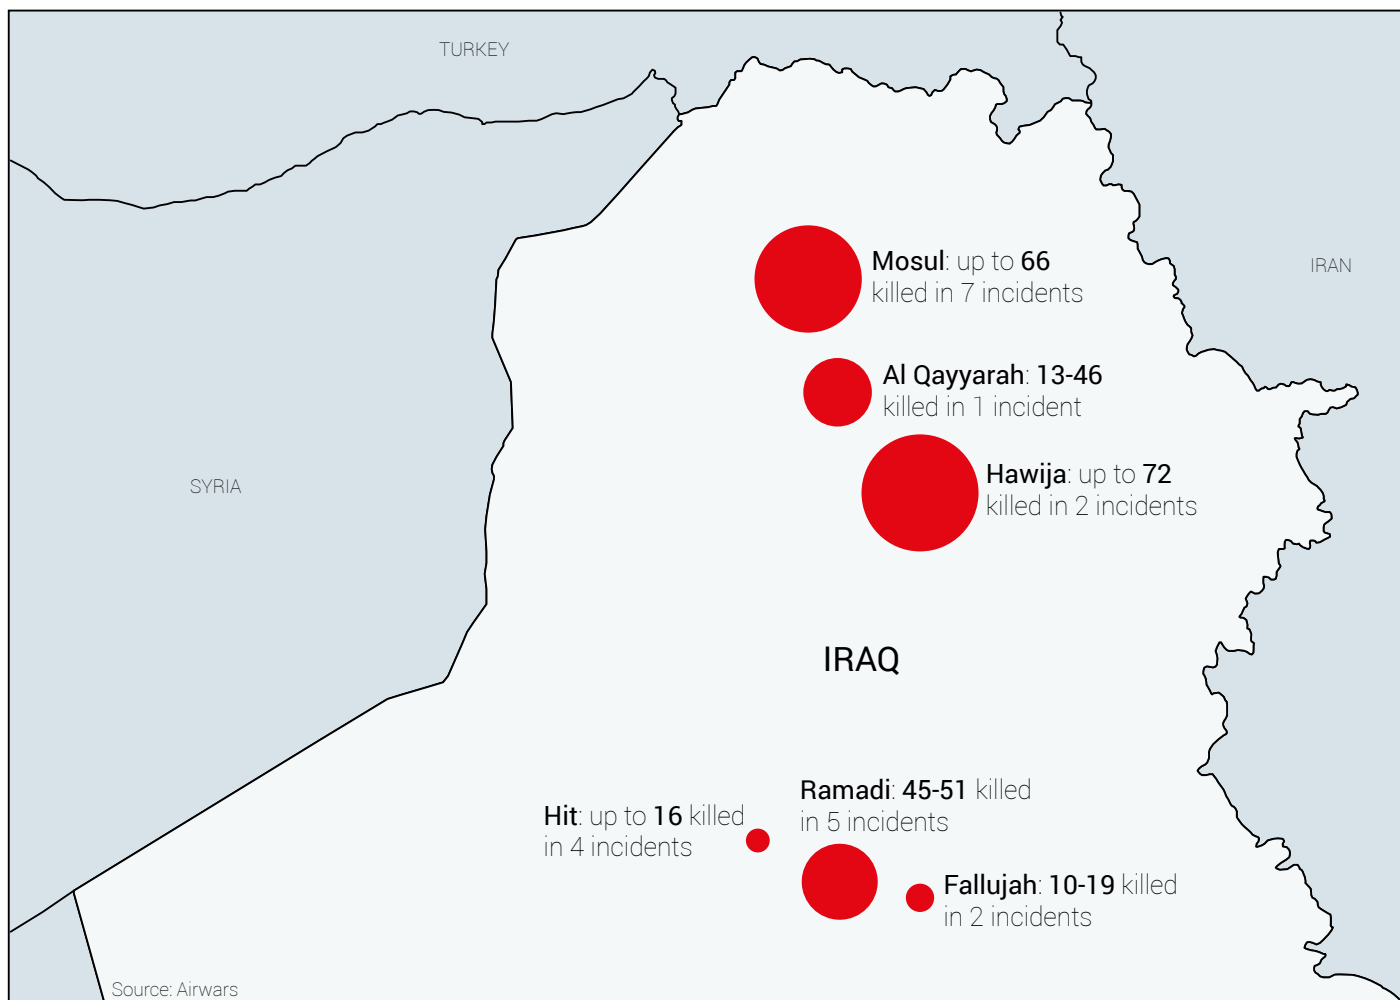 TURKEY
Mosul: up to 66
killed in 7 incidents
IRAN
Al Qayyarah: 13-46
killed in 1 incident
Hawija: up to 72
killed in 2 incidents
SYRIA
IRAQ
Ramadi: 45-51 killed
in 5 incidents
Hit: up to 16 killed
in 4 incidents
Fallujah: 10-19 killed
in 2 incidents
Source: Airwars